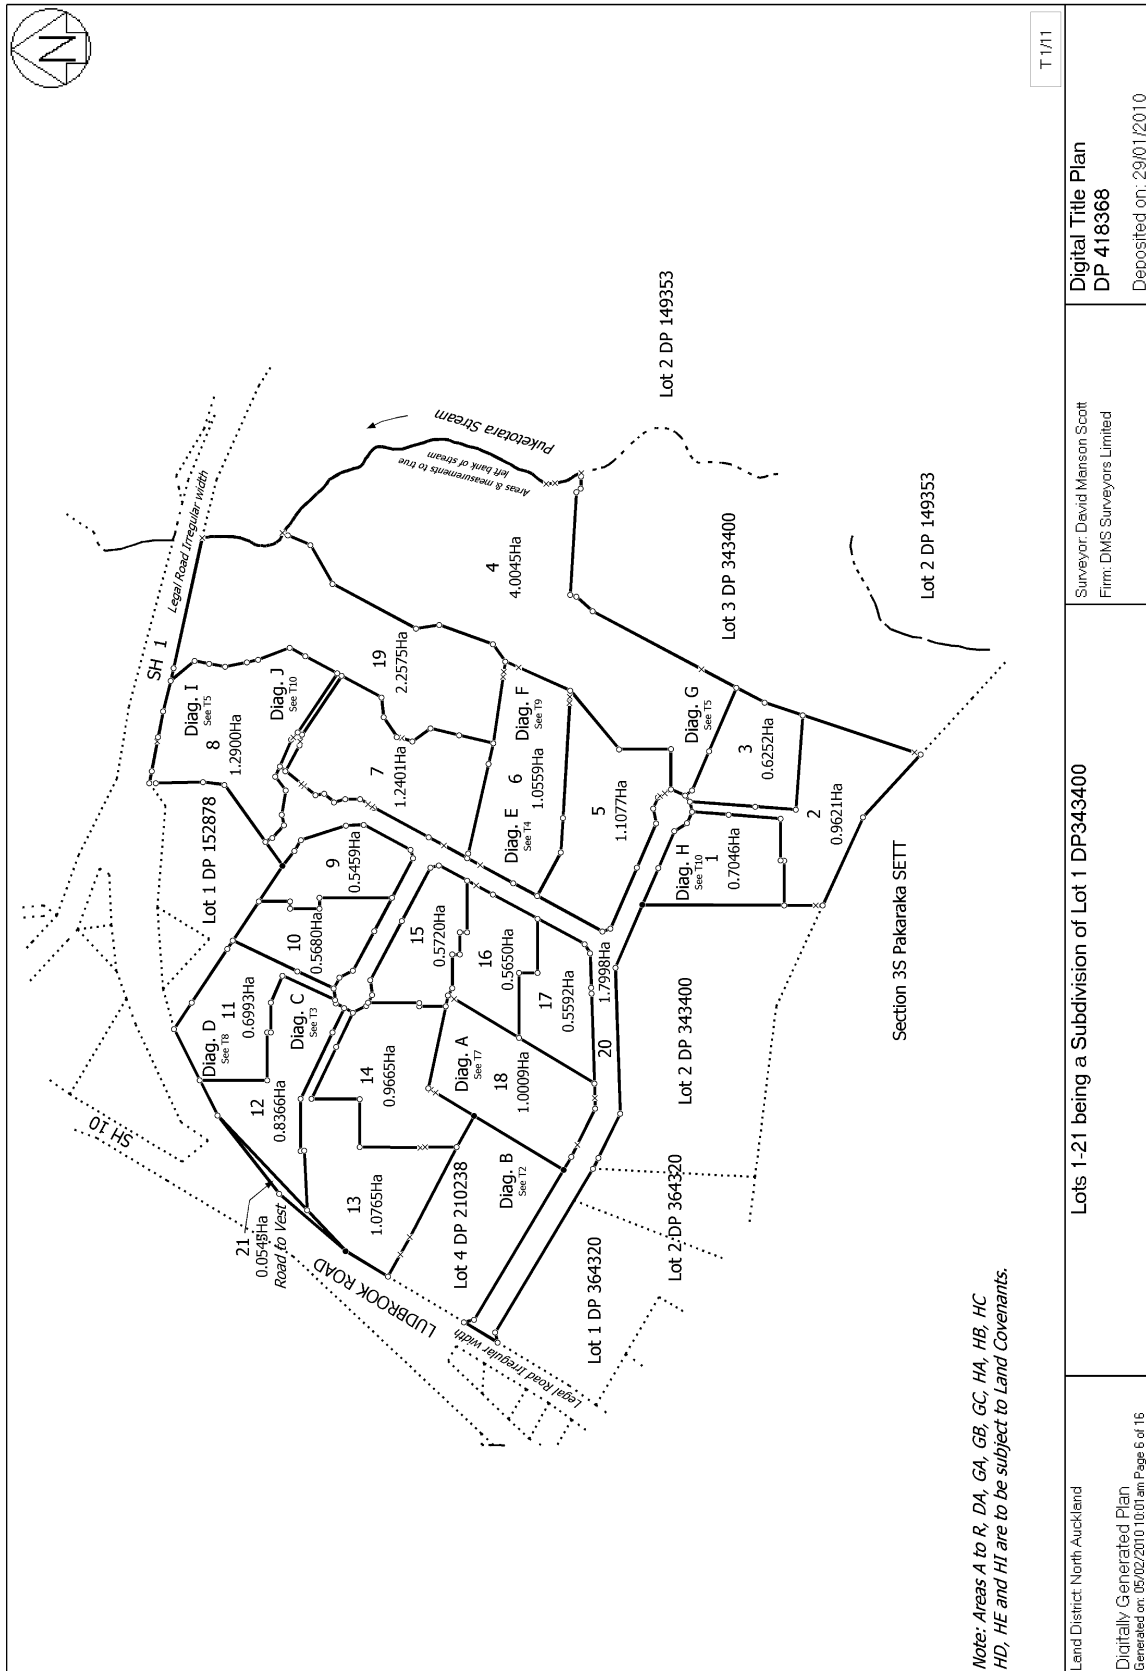 N
T 1/11
SH 10
SH 1
Legal Road Irregular width
Lot 1 DP 152878
Diag. I
See T5
8
1.2900Ha
Diag. J
See T10
Diag. D
See T8
11
0.6993Ha
10
0.5680Ha
9
0.5459Ha
7
1.2401Ha
19
2.2575Ha
Areas & measurements to true
left bank of stream
Puketotara Stream
21
0.0545Ha
Road to Vest
12
0.8366Ha
Diag. C
See T3
13
1.0765Ha
14
0.9665Ha
15
0.5720Ha
16
0.5650Ha
17
0.5592Ha
Diag. A
See T7
18
1.0009Ha
Diag. E
See T4
6
1.0559Ha
Diag. F
See T9
4
4.0045Ha
LUDBROOK ROAD
Legal Road Irregular width
Lot 4 DP 210238
Diag. B
See T2
20
1.7998Ha
5
1.1077Ha
Diag. G
See T5
Diag. H
See T10
1
0.7046Ha
3
0.6252Ha
2
0.9621Ha
Lot 1 DP 364320
Lot 2 DP 364320
Lot 2 DP 343400
Lot 3 DP 343400
Lot 2 DP 149353
Lot 2 DP 149353
Section 3S Pakaraka SETT
Note: Areas A to R, DA, GA, GB, GC, HA, HB, HC
HD, HE and HI are to be subject to Land Covenants.
Land District: North Auckland
Digitally Generated Plan
Generated on: 05/02/2010 10:01am Page 6 of 16
Lots 1-21 being a Subdivision of Lot 1 DP343400
Surveyor: David Manson Scott
Firm: DMS Surveyors Limited
Digital Title Plan
DP 418368
Deposited on: 29/01/2010